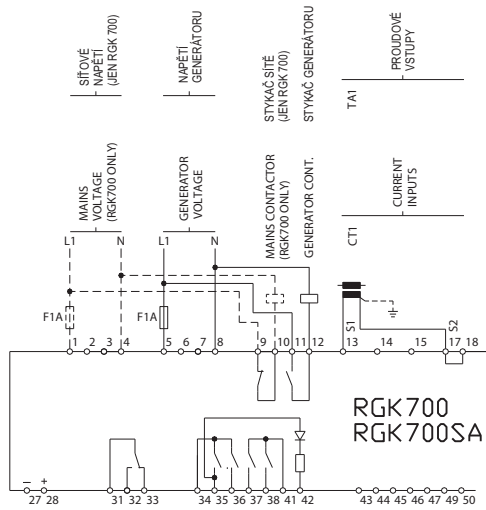 SÍŤOVÉ
NAPĚTÍ
(JEN RGK 700)
NAPĚTÍ
GENERÁTORU
STYKAČ SÍTĚ
(JEN RGK700)
STYKAČ GENERÁTORU
TA1
PROUDOVÉ
VSTUPY
MAINS
VOLTAGE
(RGK700 ONLY)
GENERATOR
VOLTAGE
MAINS CONTACTOR
(RGK700 ONLY)
GENERATOR CONT.
CT1
CURRENT
INPUTS
L1 N L1 N
F1A F1A S1 S2
1 2 3 4 5 6 7 8 9 10 11 12 13 14 15 17 18
RGK700
RGK700SA
– +
27 28 31 32 33 34 35 36 37 38 41 42 43 44 45 46 47 49 50